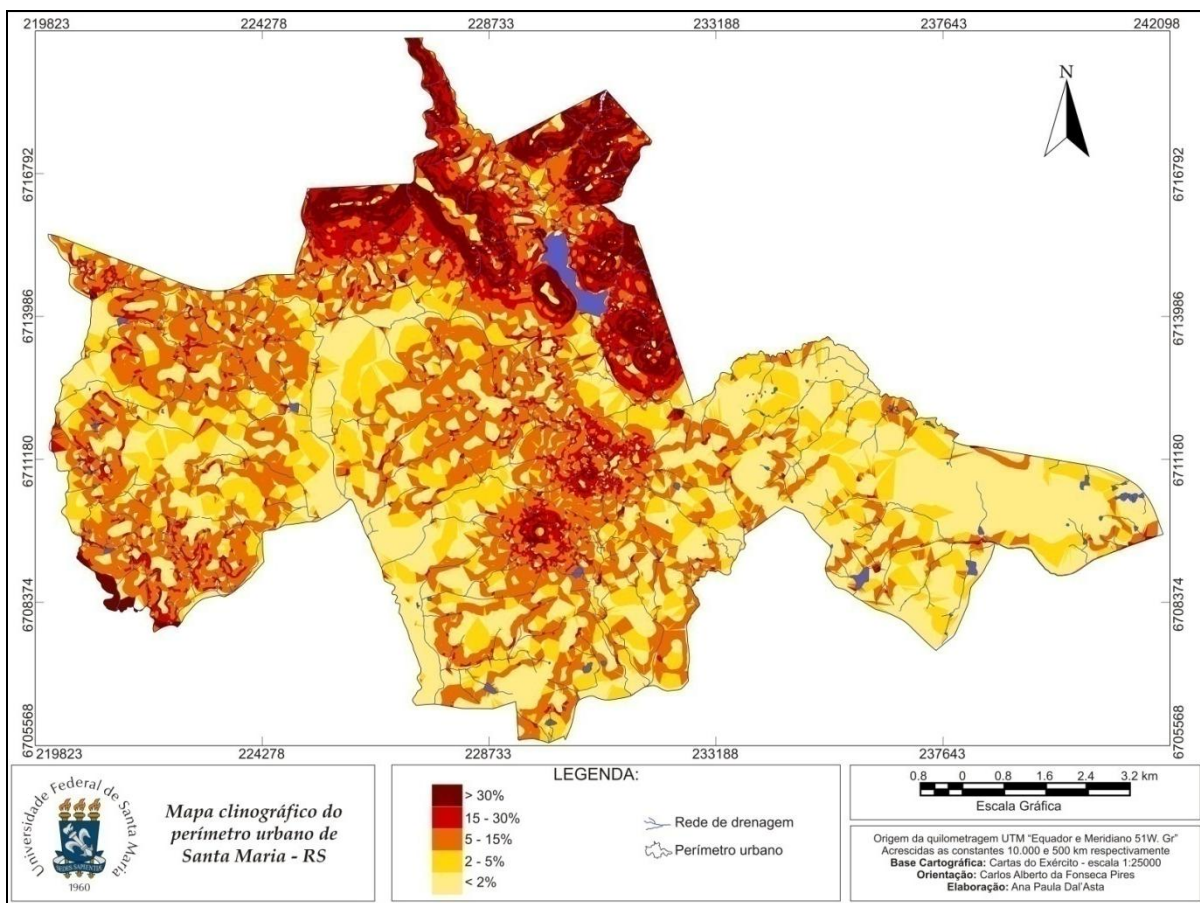 219823 224278 228733 233188 237643 242098
6716792 6716792
6713986 6713986
6711180 6711180
6708374 6708374
6705568 6705568
N
219823 224278 228733 233188 237643 242098
Universidade Federal de Santa Maria
SEDES SAPIENTIAE
1960
Mapa clinográfico do
perímetro urbano de
Santa Maria - RS
LEGENDA:
> 30%
15 - 30%
5 - 15%
2 - 5%
< 2%
Rede de drenagem
Perímetro urbano
0.8 0 0.8 1.6 2.4 3.2 km
Escala Gráfica
Origem da quilometragem UTM "Equador e Meridiano 51W. Gr"
Acrescidas as constantes 10.000 e 500 km respectivamente
Base Cartográfica: Cartas do Exército - escala 1:25000
Orientação: Carlos Alberto da Fonseca Pires
Elaboração: Ana Paula Dal'Asta